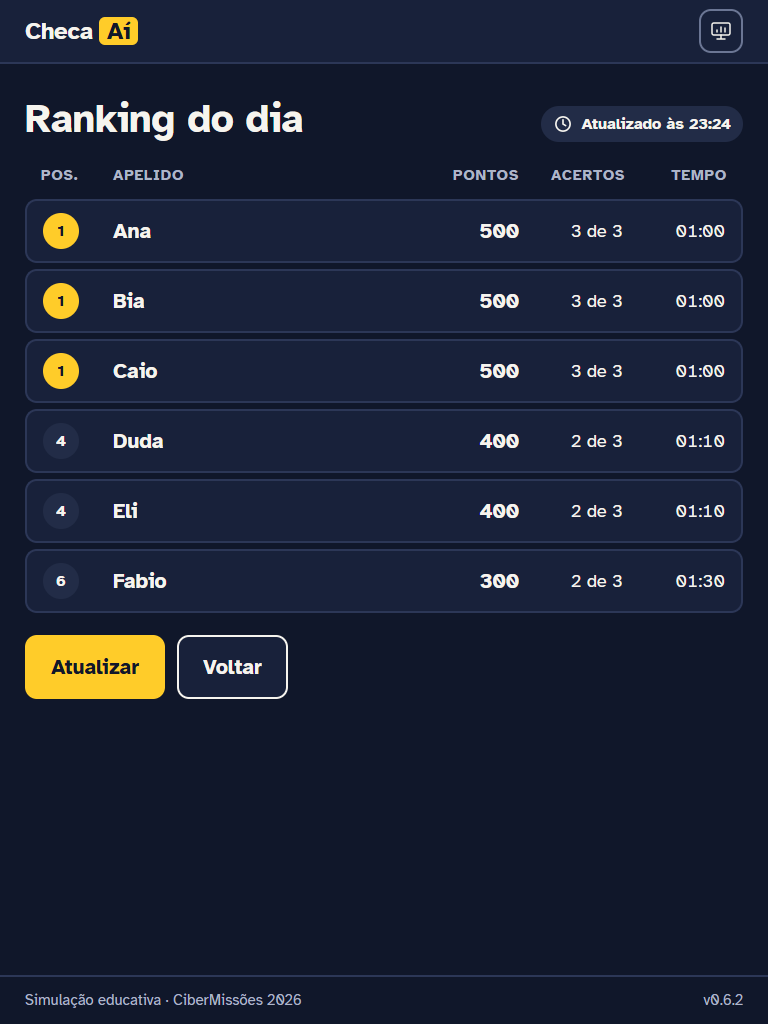 Checa Aí
Ranking do dia
Atualizado às 23:24
POS. APELIDO PONTOS ACERTOS TEMPO
1 Ana 500 3 de 3 01:00
1 Bia 500 3 de 3 01:00
1 Caio 500 3 de 3 01:00
4 Duda 400 2 de 3 01:10
4 Eli 400 2 de 3 01:10
6 Fabio 300 2 de 3 01:30
Atualizar Voltar
Simulação educativa · CiberMissões 2026 v0.6.2